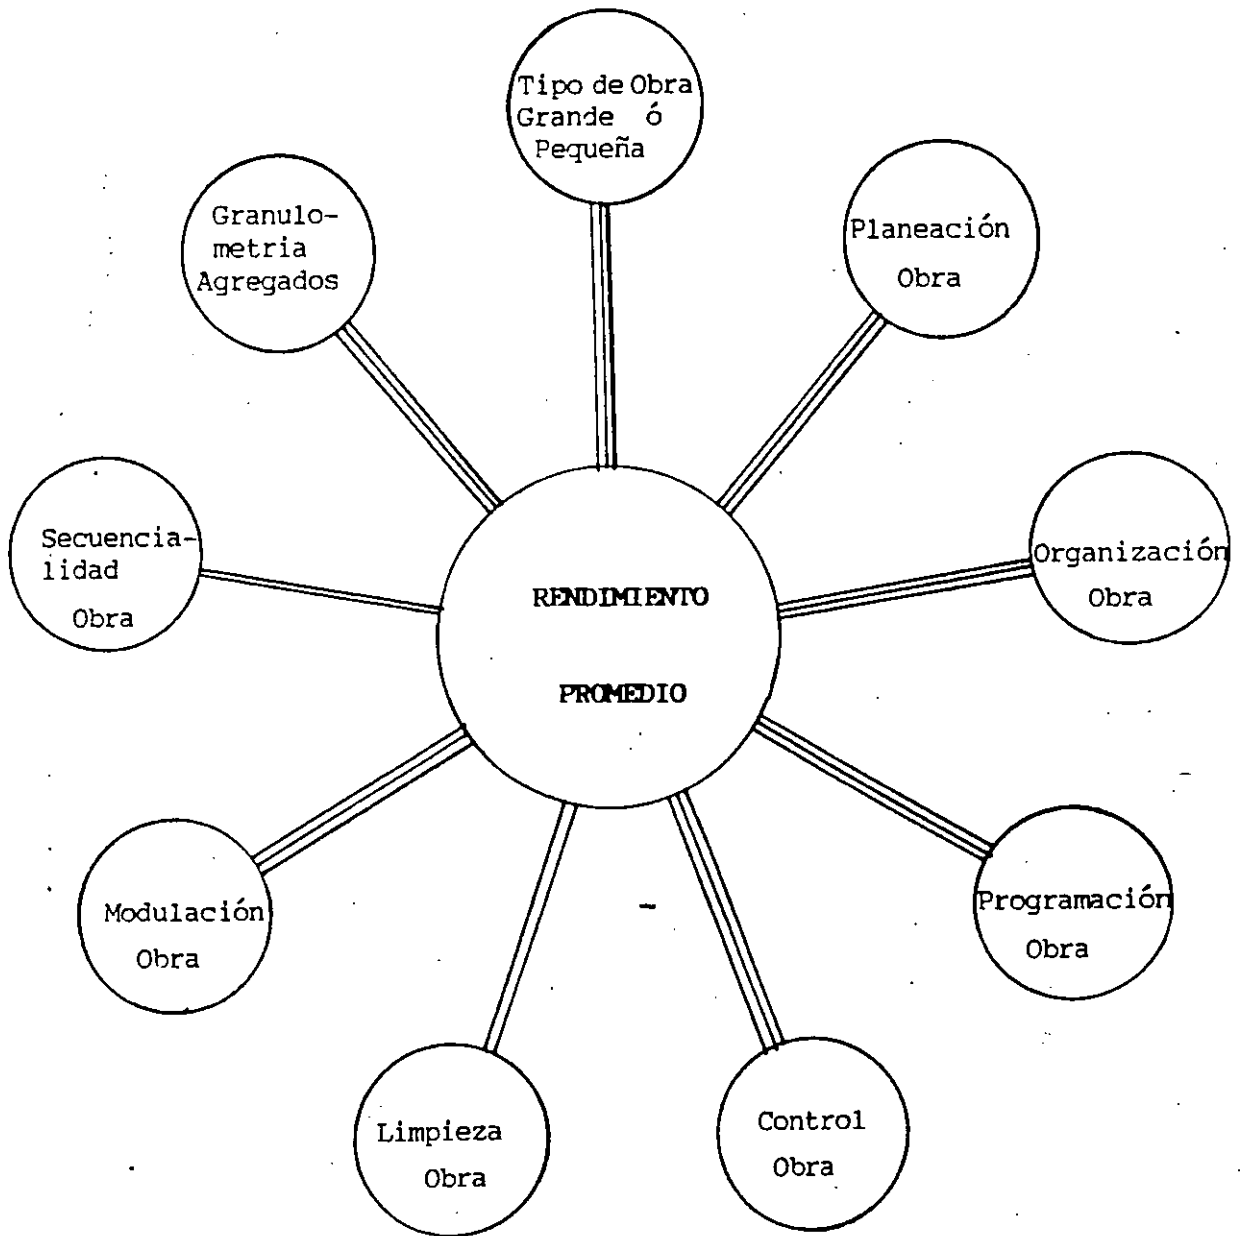 Tipo de Obra
Grande ó
Pequeña
Planeación
Obra
Organización
Obra
Programación
Obra
Control
Obra
Limpieza
Obra
Modulación
Obra
Secuencia-
lidad
Obra
Granulo-
metria
Agregados
RENDIMIENTO
PROMEDIO